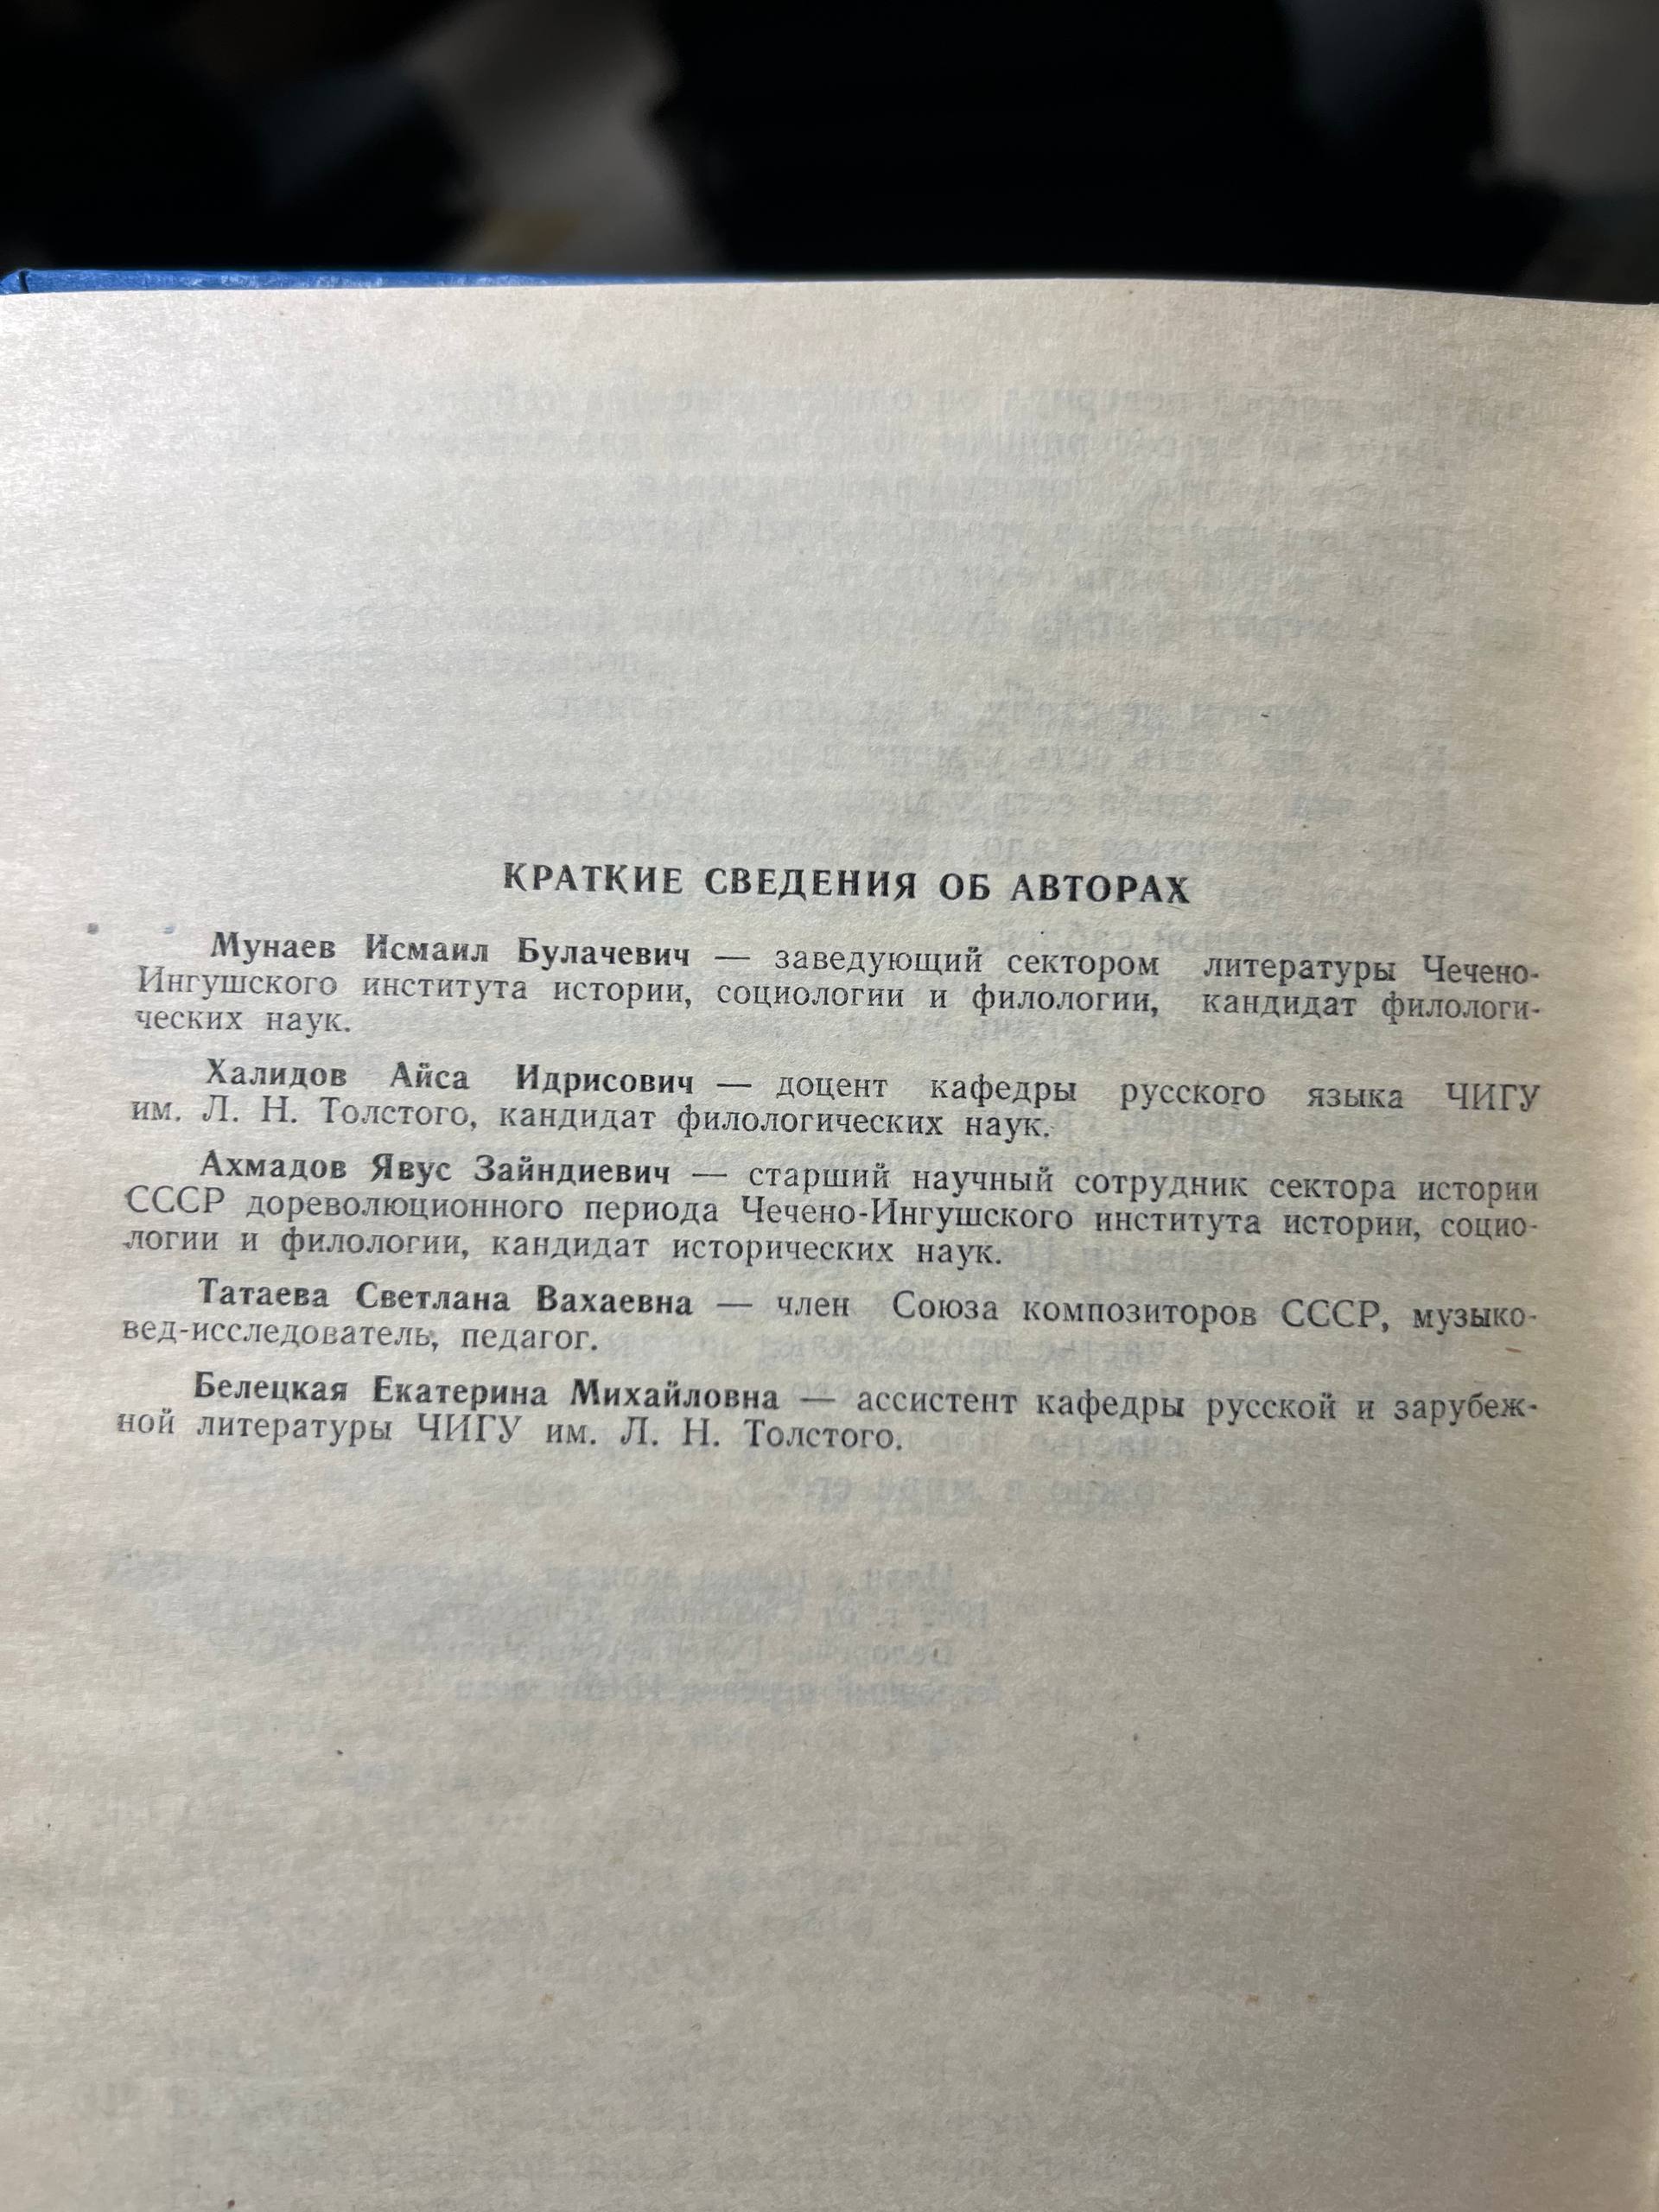 КРАТКИЕ СВЕДЕНИЯ ОБ АВТОРАХ
Мунаев Исмаил Булачевич — заведующий сектором литературы Чечено-
Ингушского института истории, социологии и филологии, кандидат филологи-
ческих наук.
Халидов Айса Идрисович — доцент кафедры русского языка ЧИГУ
им. Л. Н. Толстого, кандидат филологических наук.
Ахмадов Явус Зайндиевич — старший научный сотрудник сектора истории
СССР дореволюционного периода Чечено-Ингушского института истории, социо-
логии и филологии, кандидат исторических наук.
Татаева Светлана Вахаевна — член Союза композиторов СССР, музыко-
вед-исследователь, педагог.
Белецкая Екатерина Михайловна — ассистент кафедры русской и зарубеж-
ной литературы ЧИГУ им. Л. Н. Толстого.